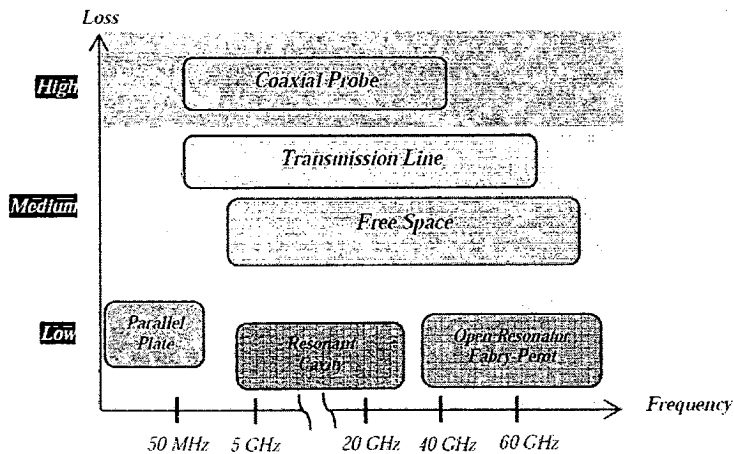 Loss
High
Coaxial Probe
Transmission Line
Medium
Free Space
Low
Parallel
Plate
Resonant
Cavity
Open-Resonator
Fabry-Perot
Frequency
50 MHz
5 GHz
20 GHz
40 GHz
60 GHz